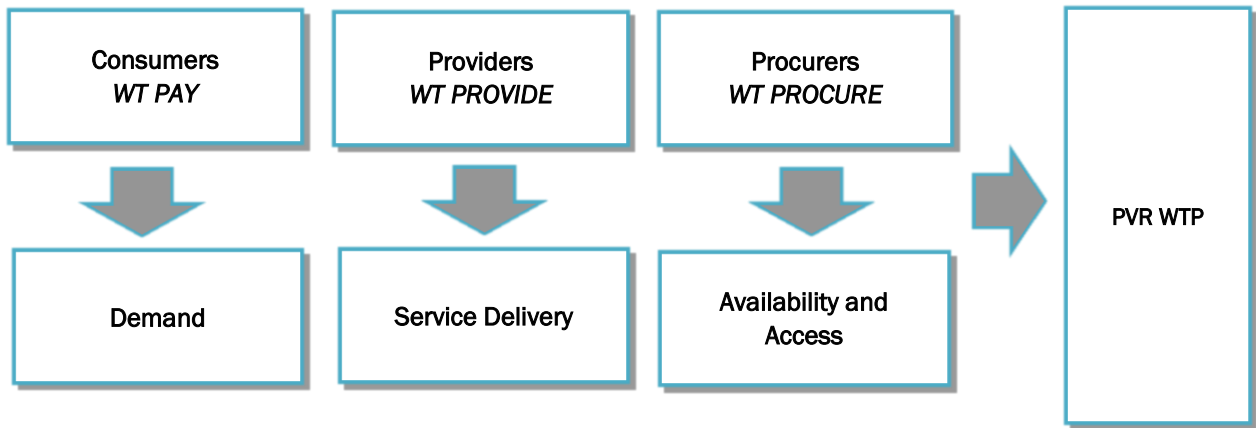 Consumers
WT PAY
Providers
WT PROVIDE
Procurers
WT PROCURE
PVR WTP
Demand
Service Delivery
Availability and
Access